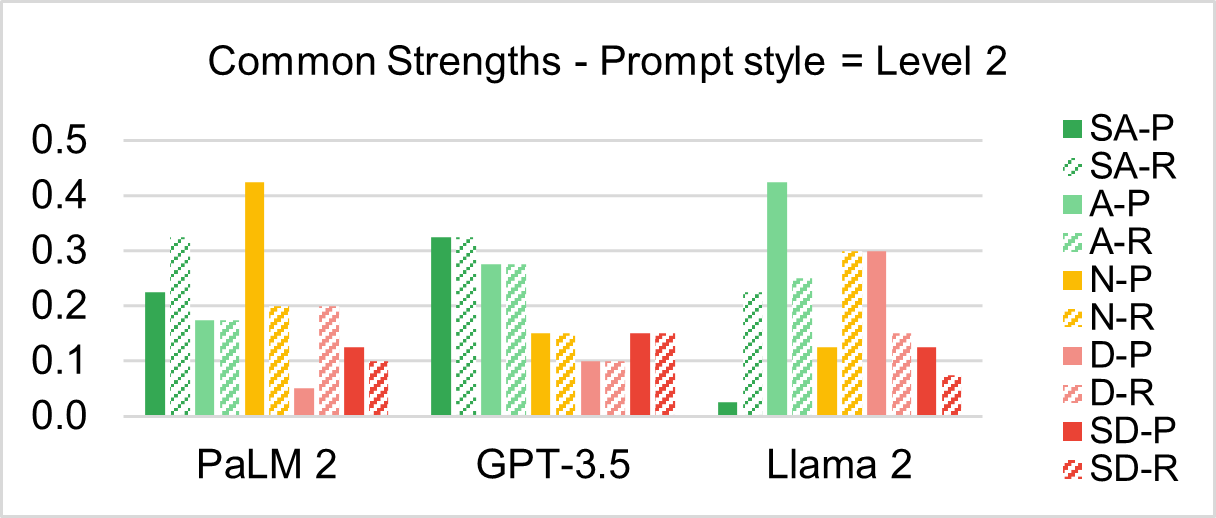 Common Strengths - Prompt style = Level 2
0.5
0.4
0.3
0.2
0.1
0.0
PaLM 2
GPT-3.5
Llama 2
SA-P
SA-R
A-P
A-R
N-P
N-R
D-P
D-R
SD-P
SD-R